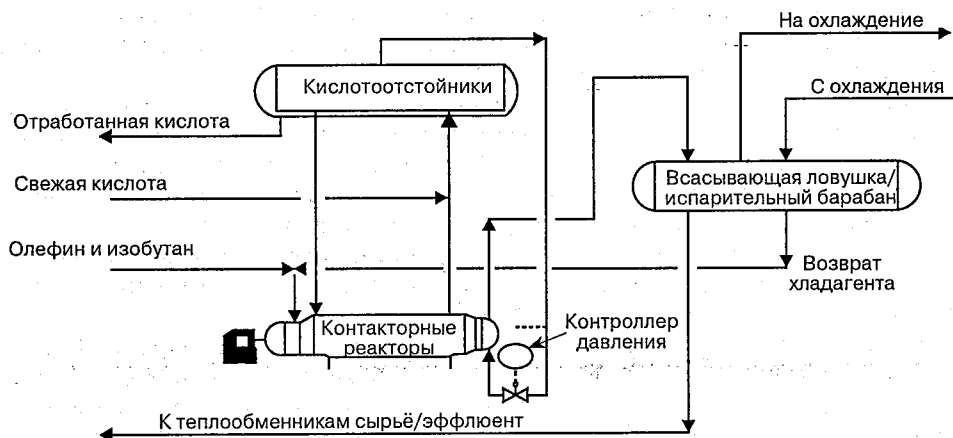 На охлаждение
Кислотоотстойники
С охлаждения
Отработанная кислота
Свежая кислота
Всасывающая ловушка/
испарительный барабан
Олефин и изобутан
Возврат
хладагента
Контакторные
реакторы
Контроллер
давления
К теплообменникам сырьё/эффлюент